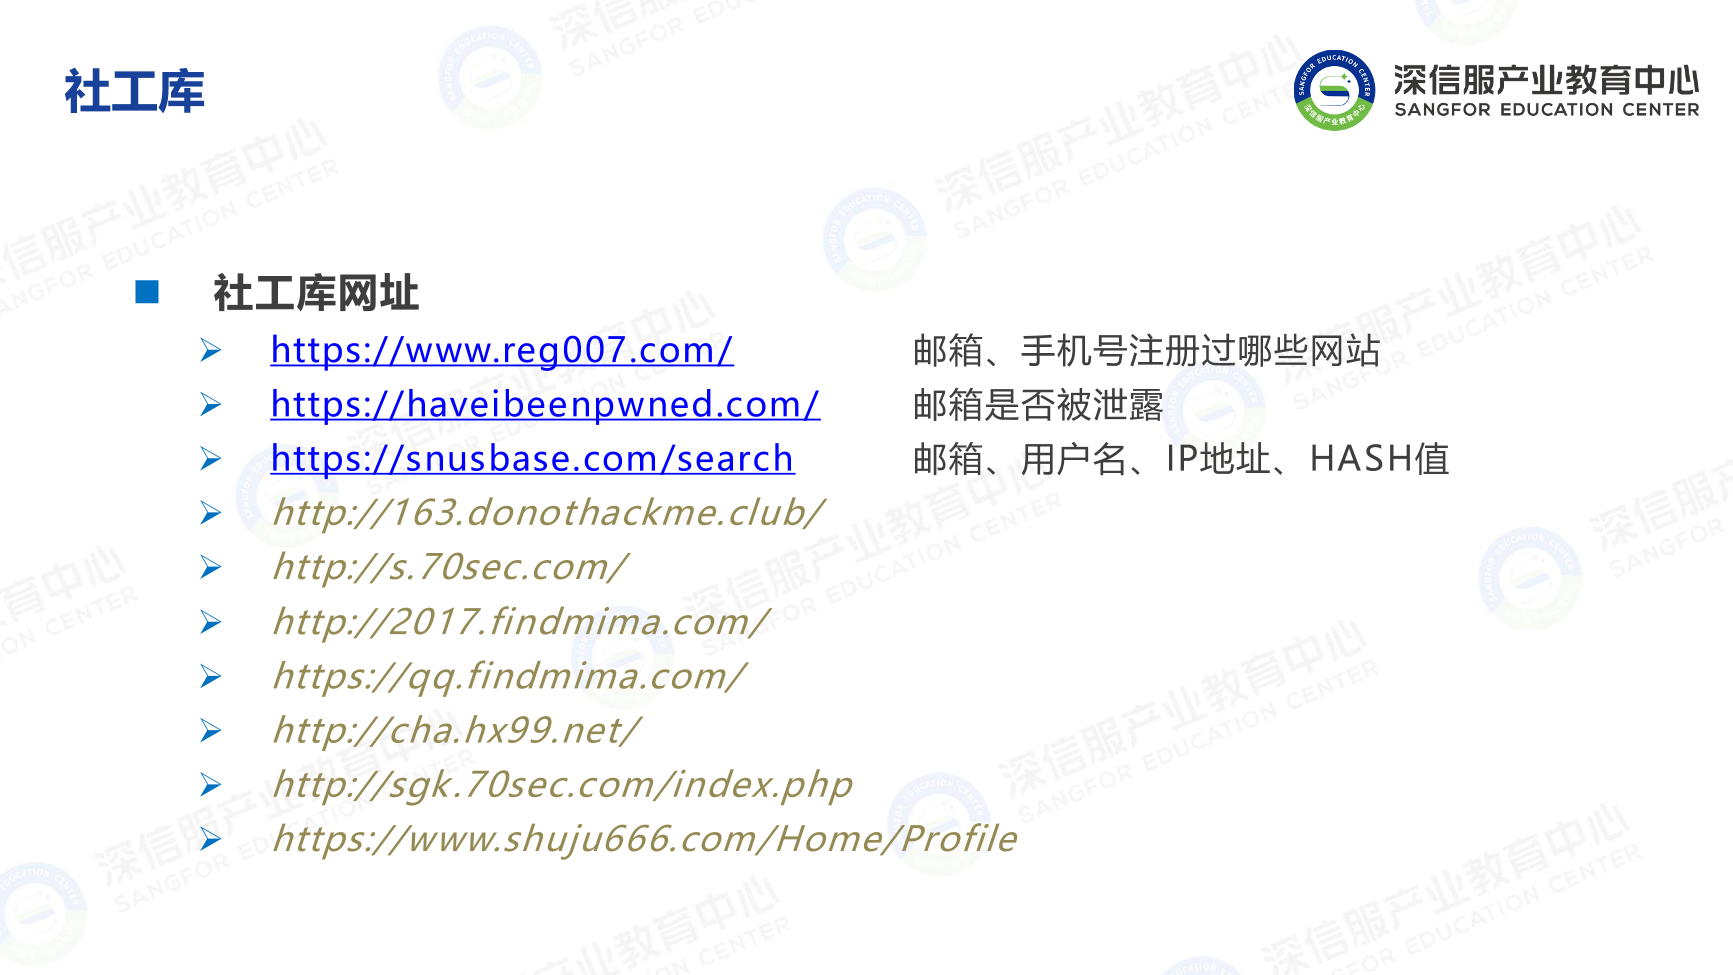 社工库
深信服产业教育中心
SANGFOR EDUCATION CENTER
社工库网址
https://www.reg007.com/ 邮箱、手机号注册过哪些网站
https://haveibeenpwned.com/ 邮箱是否被泄露
https://snusbase.com/search 邮箱、用户名、IP地址、HASH值
http://163.donothackme.club/
http://s.70sec.com/
http://2017.findmima.com/
https://qq.findmima.com/
http://cha.hx99.net/
http://sgk.70sec.com/index.php
https://www.shuju666.com/Home/Profile